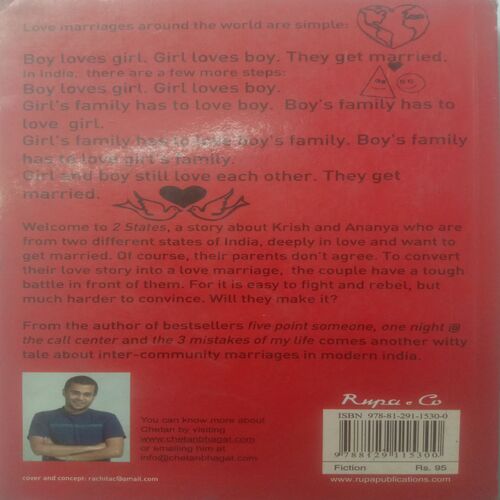 Love marriages around the world are simple:
Boy loves girl. Girl loves boy. They get married.
In India, there are a few more steps:
Boy loves Girl. Girl loves Boy.
Girl's family has to love boy. Boy's family has to
love girl.
Girl's family has to love boy's family. Boy's family
has to love girl's family.
Girl and boy still love each other. They get
married.
Welcome to 2 States, a story about Krish and Ananya who are
from two different states of India, deeply in love and want to
get married. Of course, their parents don't agree. To convert
their love story into a love marriage, the couple have a tough
battle in front of them. For it is easy to fight and rebel, but
much harder to convince. Will they make it?
From the author of bestsellers five point someone, one night @
the call center and the 3 mistakes of my life comes another witty
tale about inter-community marriages in modern india.
You can know more about
Chetan by visiting
www.chetanbhagat.com
or emailing him at
info@chetanbhagat.com
cover and concept: rachitac@gmail.com
Rupa & Co
ISBN 978-81-291-1530-0
9 788129 115300
Fiction Rs. 95
www.rupapublications.com